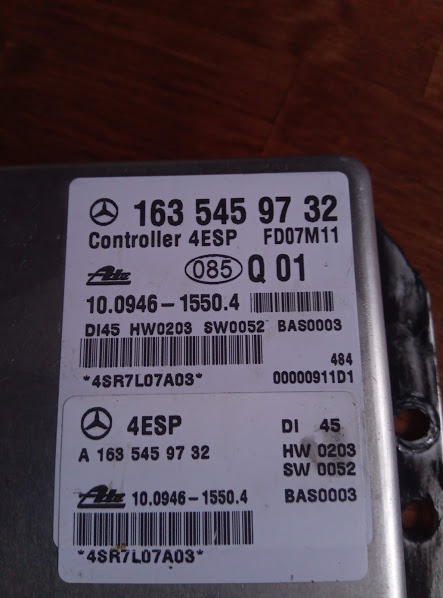 163 545 97 32
Controller 4ESP FD07M11
Ate 085 Q 01
10.0946-1550.4
DI45 HW0203 SW0052 BAS0003
484
*4SR7L07A03* 00000911D1
4ESP DI 45
A 163 545 97 32 HW 0203
SW 0052
Ate 10.0946-1550.4 BAS0003
*4SR7L07A03*